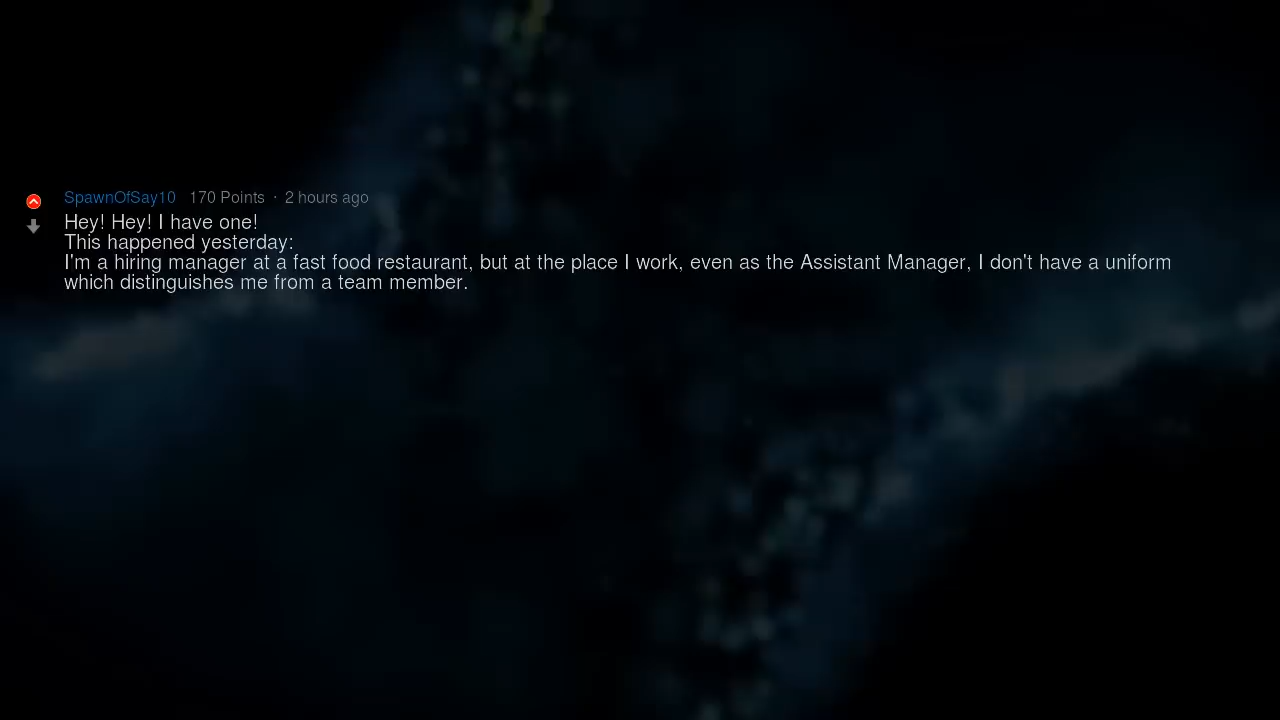 SpawnOfSay10 170 Points · 2 hours ago
Hey! Hey! I have one!
This happened yesterday:
I'm a hiring manager at a fast food restaurant, but at the place I work, even as the Assistant Manager, I don't have a uniform
which distinguishes me from a team member.